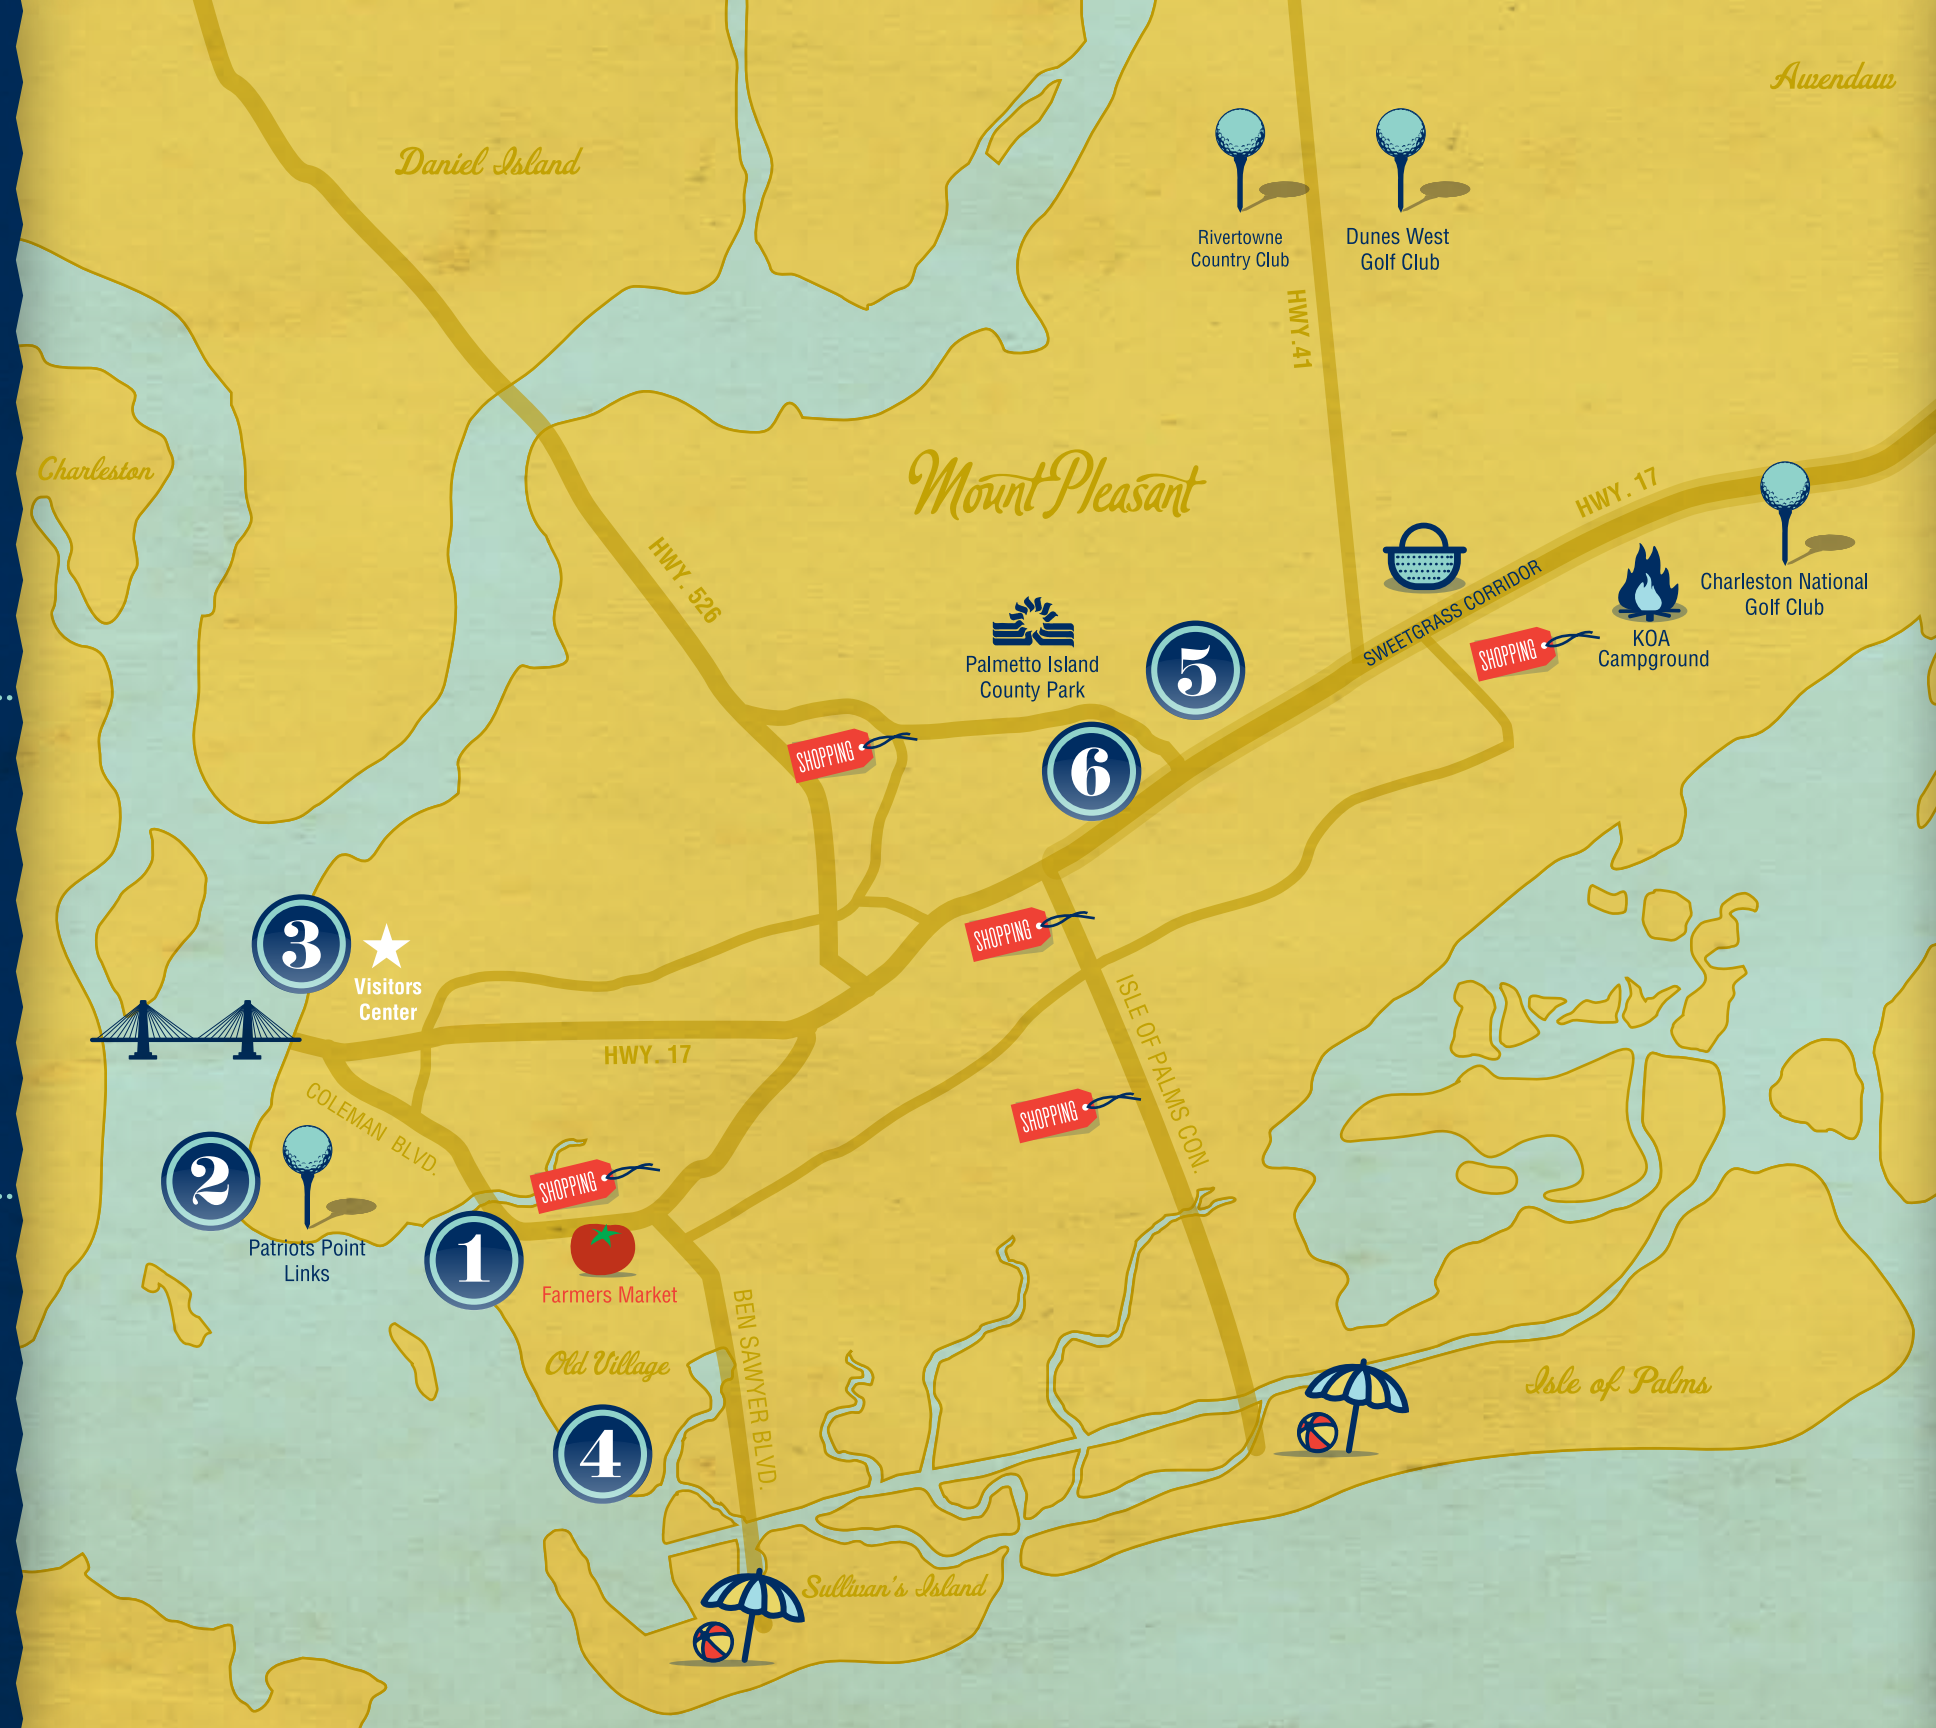 Awendaw
Daniel Island
Rivertowne
Country Club
Dunes West
Golf Club
HWY. 41
Charleston
Mount Pleasant
HWY. 17
HWY. 526
SWEETGRASS CORRIDOR
Charleston National
Golf Club
KOA
Campground
SHOPPING
Palmetto Island
County Park
5
SHOPPING
6
3
Visitors
Center
SHOPPING
HWY. 17
ISLE OF PALMS CON.
COLEMAN BLVD.
SHOPPING
2
SHOPPING
Patriots Point
Links
1
Farmers Market
BEN SAWYER BLVD.
Old Village
Isle of Palms
4
Sullivan's Island